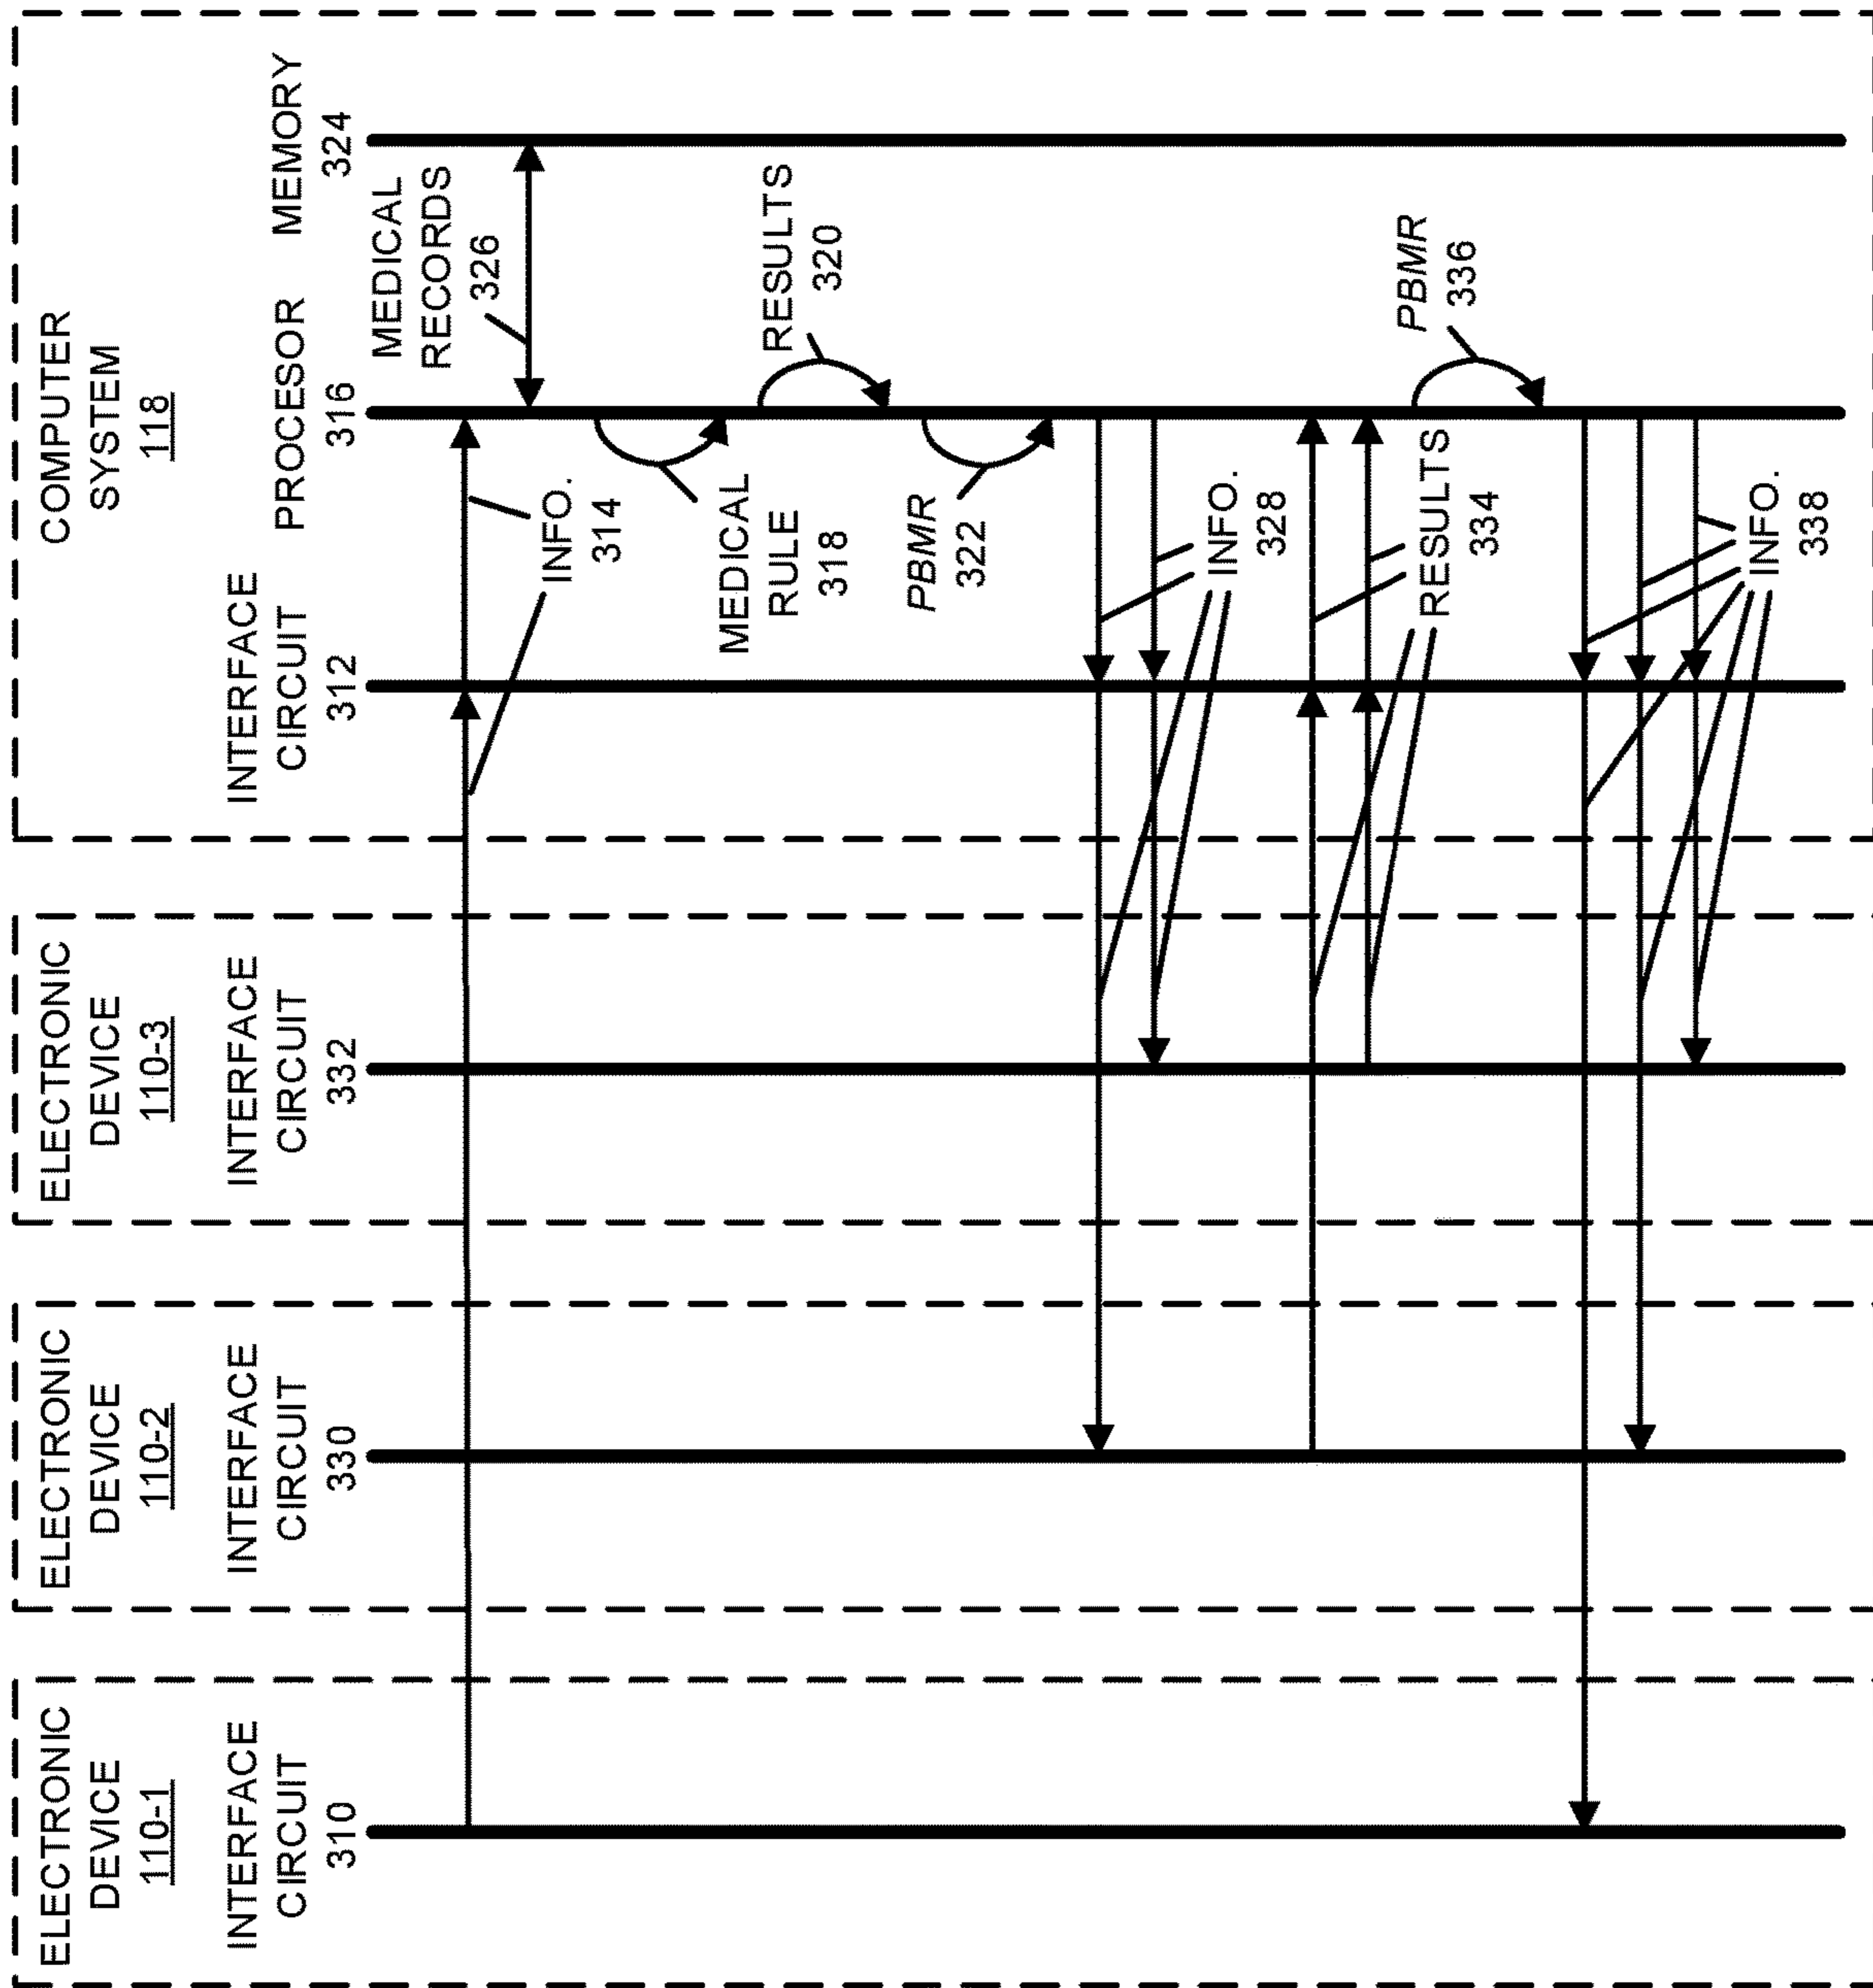 ELECTRONIC
DEVICE
110-1
INTERFACE
CIRCUIT
310
ELECTRONIC
DEVICE
110-2
INTERFACE
CIRCUIT
330
ELECTRONIC
DEVICE
110-3
INTERFACE
CIRCUIT
332
COMPUTER
SYSTEM
118
INTERFACE
CIRCUIT
312
PROCESSOR
316
MEMORY
324
MEDICAL
RECORDS
326
INFO.
314
MEDICAL
RULE
318
RESULTS
320
PBMR
322
INFO.
328
RESULTS
334
PBMR
336
INFO.
338